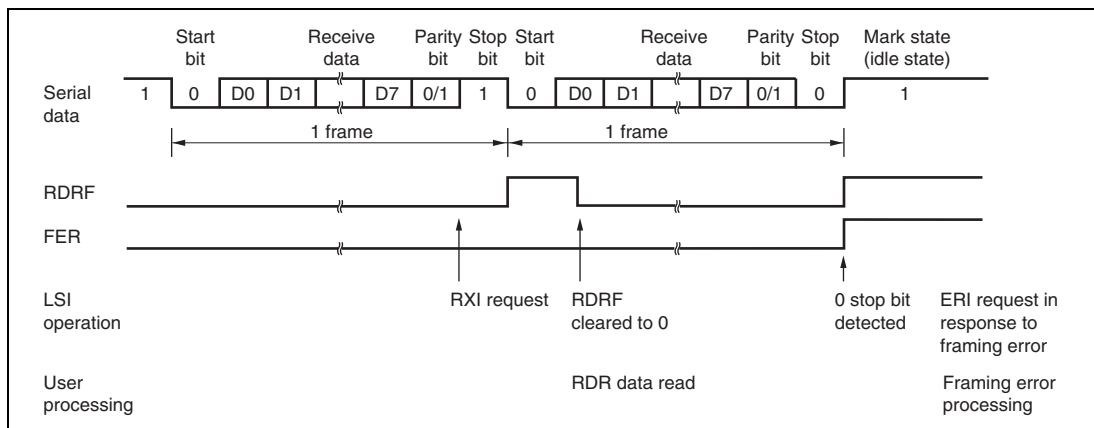 Start bit Receive data Parity bit Stop bit Start bit Receive data Parity bit Stop bit Mark state (idle state)
Serial data 1 0 D0 D1 D7 0/1 1 0 D0 D1 D7 0/1 0 1
1 frame 1 frame
RDRF
FER
LSI operation RXI request RDRF cleared to 0 0 stop bit detected ERI request in response to framing error
User processing RDR data read Framing error processing